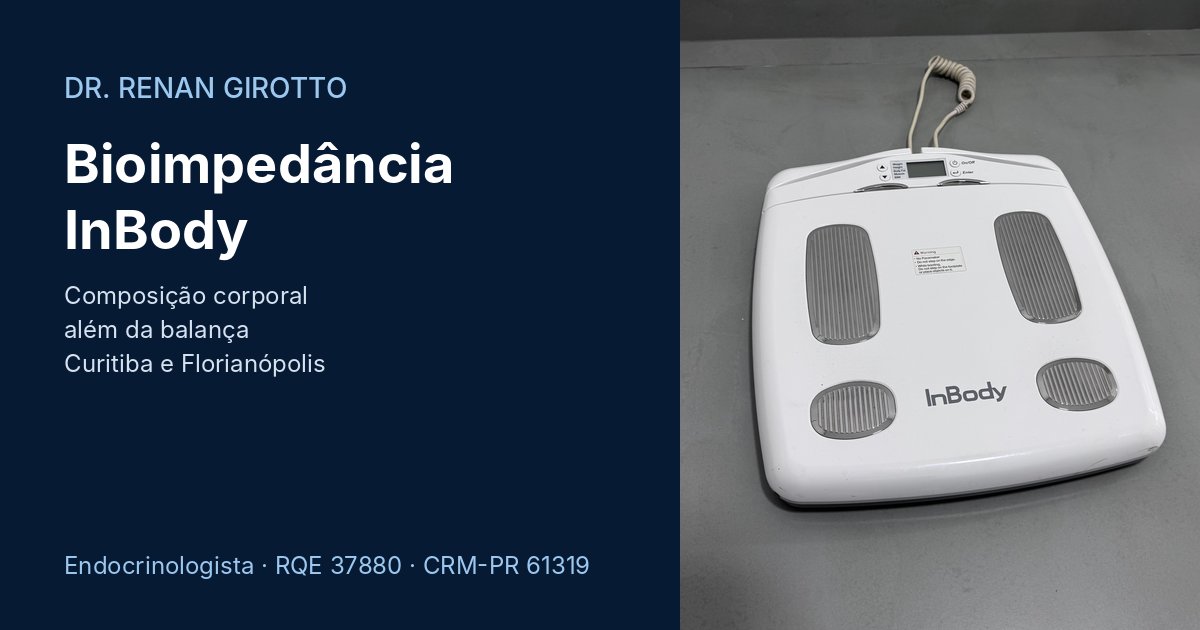 DR. RENAN GIROTTO
Bioimpedância
InBody
Composição corporal
além da balança
Curitiba e Florianópolis
Endocrinologista · RQE 37880 · CRM-PR 61319
On/Off
Enter
Warning
InBody